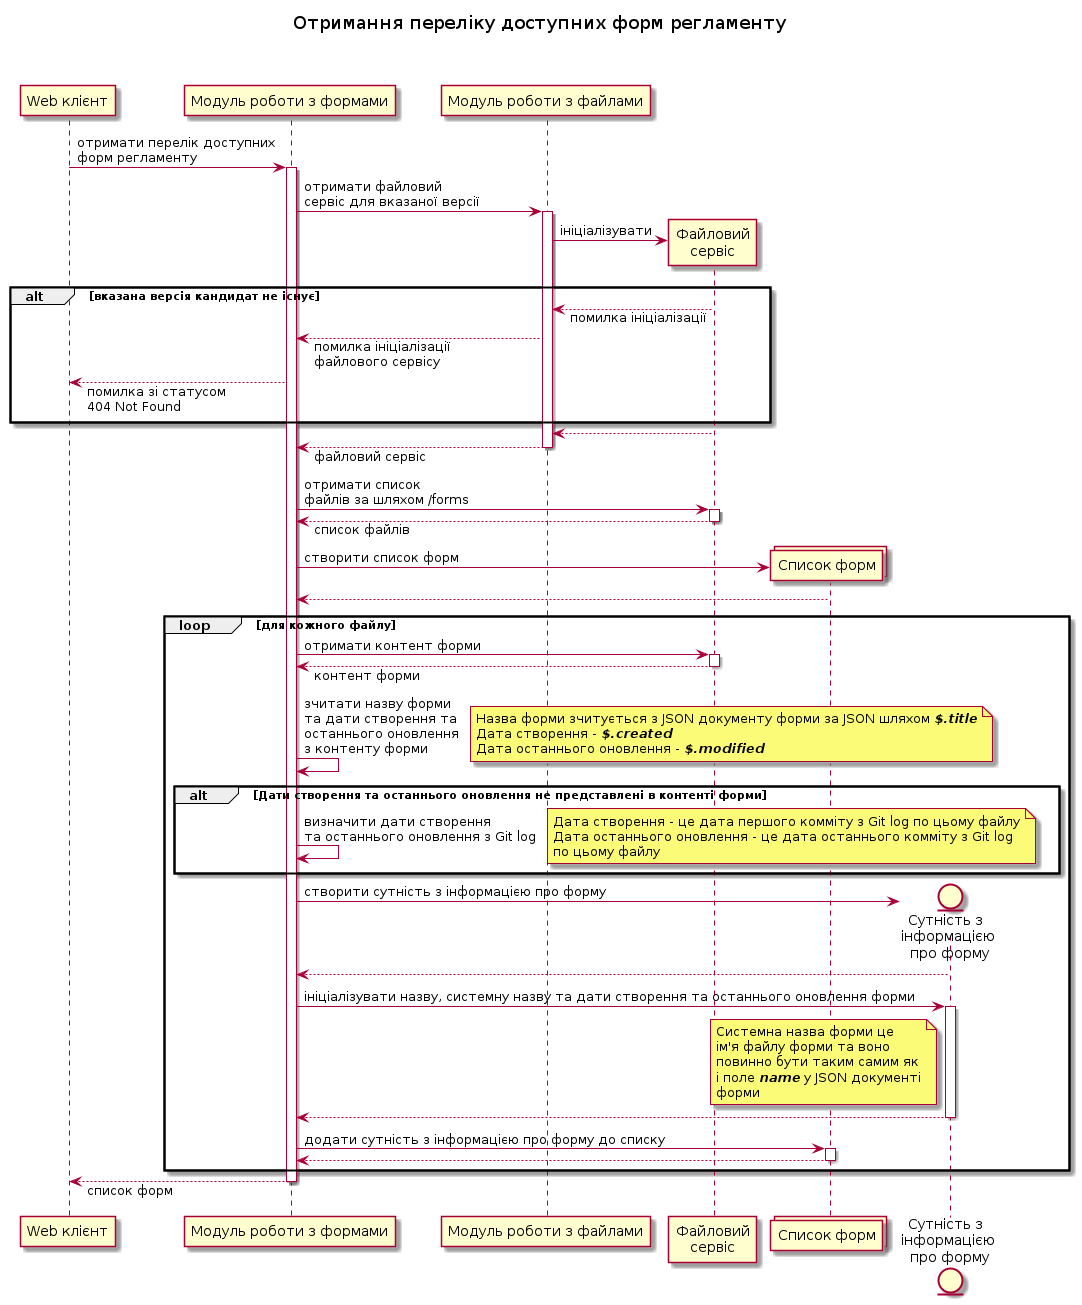 Отримання переліку доступних форм регламенту
Web клієнт
Модуль роботи з формами
Модуль роботи з файлами
отримати перелік доступних
форм регламенту
отримати файловий
сервіс для вказаної версії
ініціалізувати
Файловий
сервіс
alt
[вказана версія кандидат не існує]
помилка ініціалізації
помилка ініціалізації
файлового сервісу
помилка зі статусом
404 Not Found
файловий сервіс
отримати список
файлів за шляхом /forms
список файлів
створити список форм
Список форм
loop
[для кожного файлу]
отримати контент форми
контент форми
зчитати назву форми
та дати створення та
останнього оновлення
з контенту форми
Назва форми зчитується з JSON документу форми за JSON шляхом $.title
Дата створення - $.created
Дата останнього оновлення - $.modified
alt
[Дати створення та останнього оновлення не представлені в контенті форми]
визначити дати створення
та останнього оновлення з Git log
Дата створення - це дата першого комміту з Git log по цьому файлу
Дата останнього оновлення - це дата останнього комміту з Git log
по цьому файлу
створити сутність з інформацією про форму
Сутність з
інформацією
про форму
ініціалізувати назву, системну назву та дати створення та останнього оновлення форми
Системна назва форми це
ім'я файлу форми та воно
повинно бути таким самим як
і поле name у JSON документі
форми
додати сутність з інформацією про форму до списку
список форм
Web клієнт
Модуль роботи з формами
Модуль роботи з файлами
Файловий
сервіс
Список форм
Сутність з
інформацією
про форму